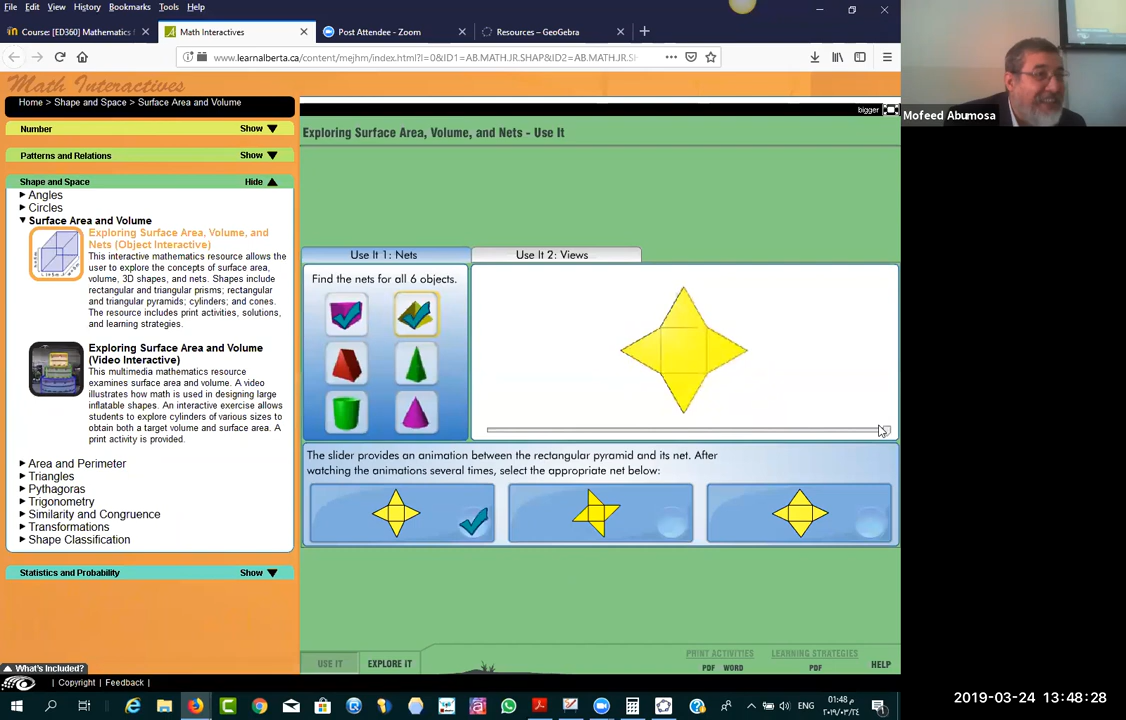 File Edit View History Bookmarks Tools Help
Course: [ED360] Mathematics f
Math Interactives
Post Attendee - Zoom
Resources – GeoGebra
www.learnalberta.ca/content/mejhm/index.html?l=0&ID1=AB.MATH.JR.SHAP&ID2=AB.MATH.JR.SH
Math Interactives
Home > Shape and Space > Surface Area and Volume
Number Show
Patterns and Relations Show
Shape and Space Hide
Angles
Circles
Surface Area and Volume
Exploring Surface Area, Volume, and
Nets (Object Interactive)
This interactive mathematics resource allows the
user to explore the concepts of surface area,
volume, 3D shapes, and nets. Shapes include
rectangular and triangular prisms; rectangular
and triangular pyramids; cylinders; and cones.
The resource includes print activities, solutions,
and learning strategies.
Exploring Surface Area and Volume
(Video Interactive)
This multimedia mathematics resource
examines surface area and volume. A video
illustrates how math is used in designing large
inflatable shapes. An interactive exercise allows
students to explore cylinders of various sizes to
obtain both a target volume and surface area. A
print activity is provided.
Area and Perimeter
Triangles
Pythagoras
Trigonometry
Similarity and Congruence
Transformations
Shape Classification
Statistics and Probability Show
What's Included?
Copyright | Feedback |
bigger
Exploring Surface Area, Volume, and Nets - Use It
Use It 1: Nets
Use It 2: Views
Find the nets for all 6 objects.
The slider provides an animation between the rectangular pyramid and its net. After
watching the animations several times, select the appropriate net below:
USE IT
EXPLORE IT
PRINT ACTIVITIES
PDF WORD
LEARNING STRATEGIES
PDF
HELP
Mofeed Abumosa
ENG
01:48 م
٢٠١٩/٠٣/٢٤
2019-03-24 13:48:28